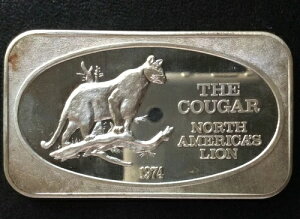 THE
COUGAR
NORTH
AMERICA'S
LION
1974